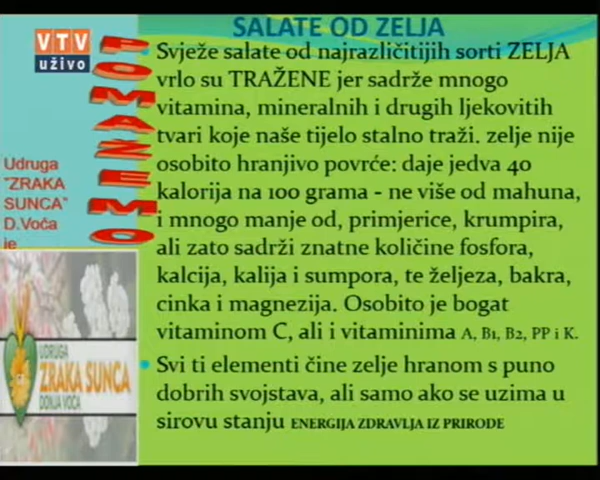 SALATE OD ZELJA
VTV
uživo
POMAŽEMO
Udruga
"ZRAKA
SUNCA"
D.Voća
je
Svježe salate od najrazličitijih sorti ZELJA
vrlo su TRAŽENE jer sadrže mnogo
vitamina, mineralnih i drugih ljekovitih
tvari koje naše tijelo stalno traži. zelje nije
osobito hranjivo povrće: daje jedva 40
kalorija na 100 grama - ne više od mahuna,
i mnogo manje od, primjerice, krumpira,
ali zato sadrži znatne količine fosfora,
kalcija, kalija i sumpora, te željeza, bakra,
cinka i magnezija. Osobito je bogat
vitaminom C, ali i vitaminima A, B1, B2, PP i K.
Svi ti elementi čine zelje hranom s puno
dobrih svojstava, ali samo ako se uzima u
sirovu stanju ENERGIJA ZDRAVLJA IZ PRIRODE
UDRUGA
ZRAKA SUNCA
DONJA VOĆA